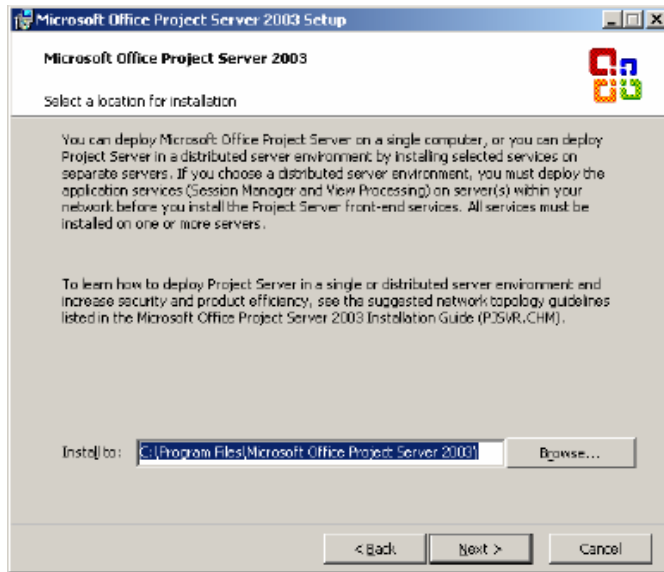 Microsoft Office Project Server 2003 Setup
Microsoft Office Project Server 2003
Select a location for installation
You can deploy Microsoft Office Project Server on a single computer, or you can deploy
Project Server in a distributed server environment by installing selected services on
separate servers. If you choose a distributed server environment, you must deploy the
application services (Session Manager and View Processing) on server(s) within your
network before you install the Project Server front-end services. All services must be
installed on one or more servers.
To learn how to deploy Project Server in a single or distributed server environment and
increase security and product efficiency, see the suggested network topology guidelines
listed in the Microsoft Office Project Server 2003 Installation Guide (PJSVR.CHM).
Install to: C:\Program Files\Microsoft Office Project Server 2003\ Browse...
< Back Next > Cancel